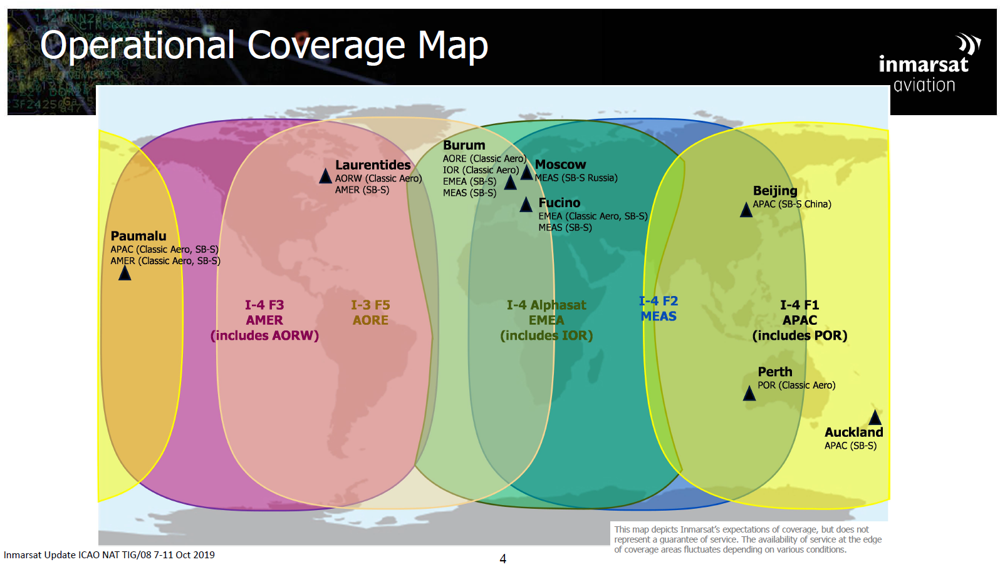 Operational Coverage Map
inmarsat
aviation
Laurentides
AORW (Classic Aero)
AMER (SB-S)
Burum
AORE (Classic Aero)
IOR (Classic Aero)
EMEA (SB-S)
MEAS (SB-S)
Moscow
MEAS (SB-S Russia)
Fucino
EMEA (Classic Aero, SB-S)
MEAS (SB-S)
Beijing
APAC (SB-S China)
Paumalu
APAC (Classic Aero, SB-S)
AMER (Classic Aero, SB-S)
I-4 F3
AMER
(includes AORW)
I-3 F5
AORE
I-4 Alphasat
EMEA
(includes IOR)
I-4 F2
MEAS
I-4 F1
APAC
(includes POR)
Perth
POR (Classic Aero)
Auckland
APAC (SB-S)
This map depicts Inmarsat's expectations of coverage, but does not
represent a guarantee of service. The availability of service at the edge
of coverage areas fluctuates depending on various conditions.
Inmarsat Update ICAO NAT TIG/08 7-11 Oct 2019
4